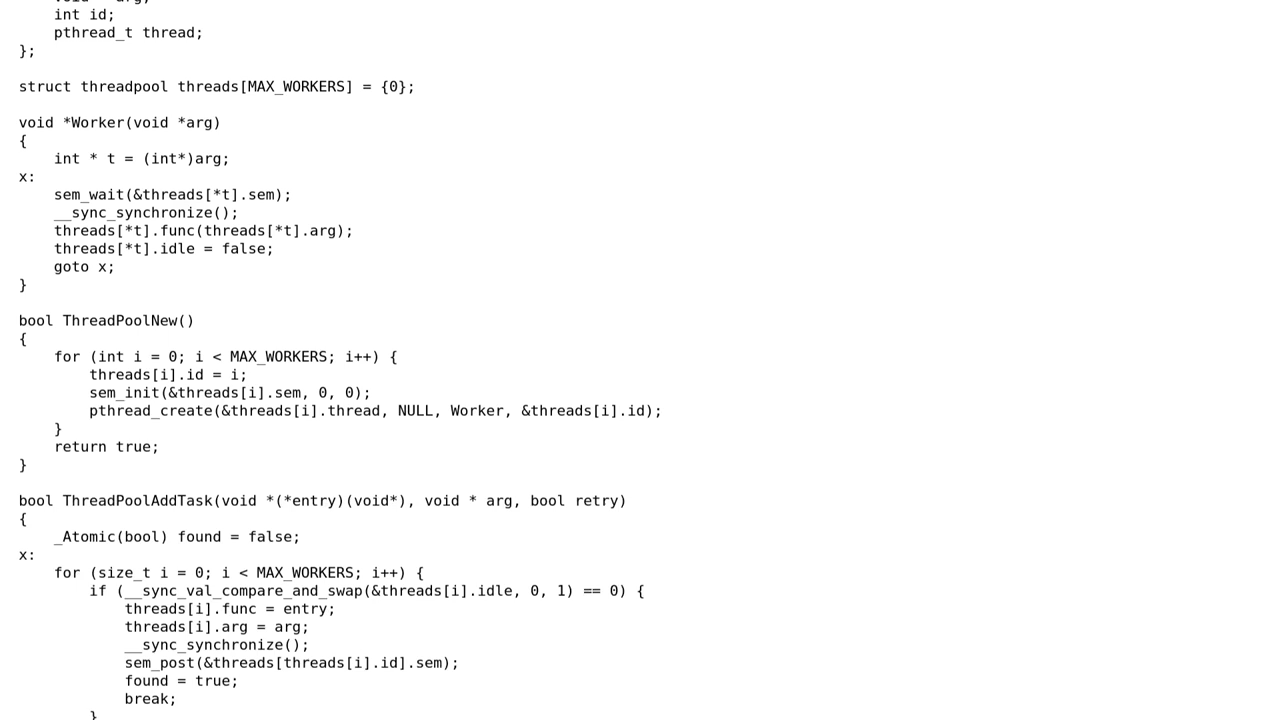 int id;
    pthread_t thread;
};

struct threadpool threads[MAX_WORKERS] = {0};

void *Worker(void *arg)
{
    int * t = (int*)arg;
x:
    sem_wait(&threads[*t].sem);
    __sync_synchronize();
    threads[*t].func(threads[*t].arg);
    threads[*t].idle = false;
    goto x;
}

bool ThreadPoolNew()
{
    for (int i = 0; i < MAX_WORKERS; i++) {
        threads[i].id = i;
        sem_init(&threads[i].sem, 0, 0);
        pthread_create(&threads[i].thread, NULL, Worker, &threads[i].id);
    }
    return true;
}

bool ThreadPoolAddTask(void *(*entry)(void*), void * arg, bool retry)
{
    _Atomic(bool) found = false;
x:
    for (size_t i = 0; i < MAX_WORKERS; i++) {
        if (__sync_val_compare_and_swap(&threads[i].idle, 0, 1) == 0) {
            threads[i].func = entry;
            threads[i].arg = arg;
            __sync_synchronize();
            sem_post(&threads[threads[i].id].sem);
            found = true;
            break;
        }